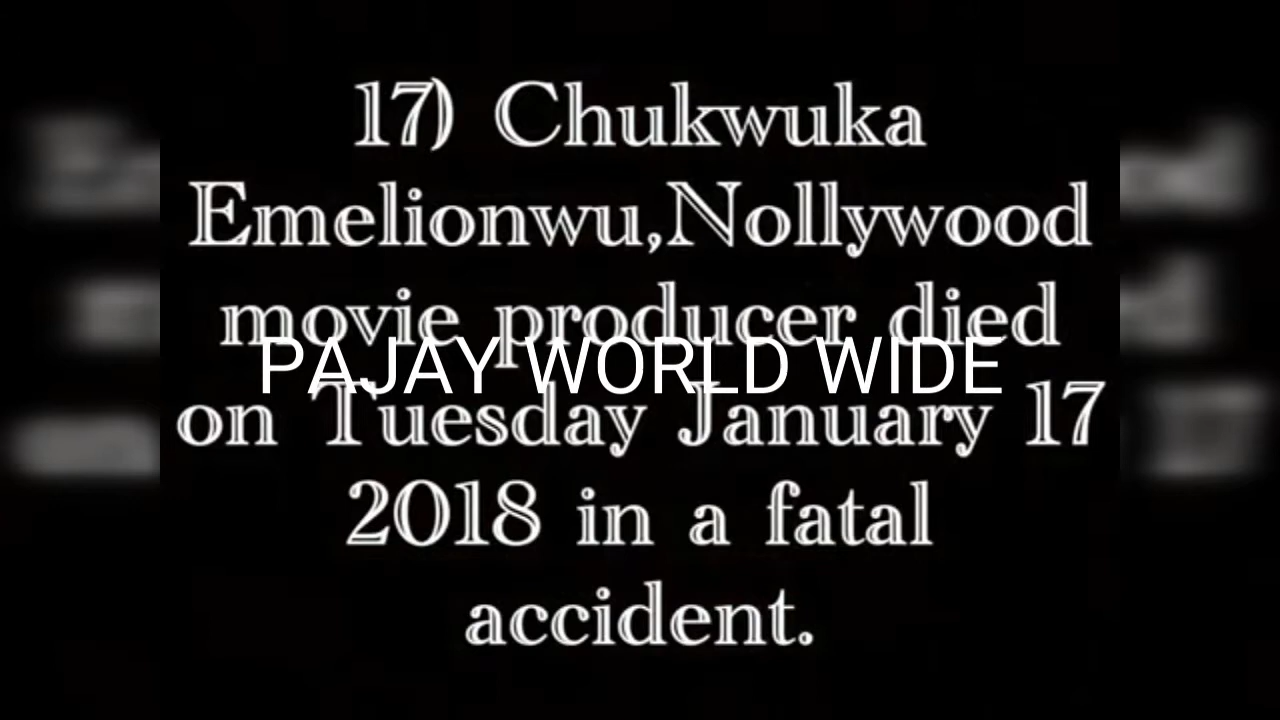 17) Chukwuka
Emelionwu,Nollywood
movie producer died
PAJAY WORLD WIDE
on Tuesday January 17
2018 in a fatal
accident.